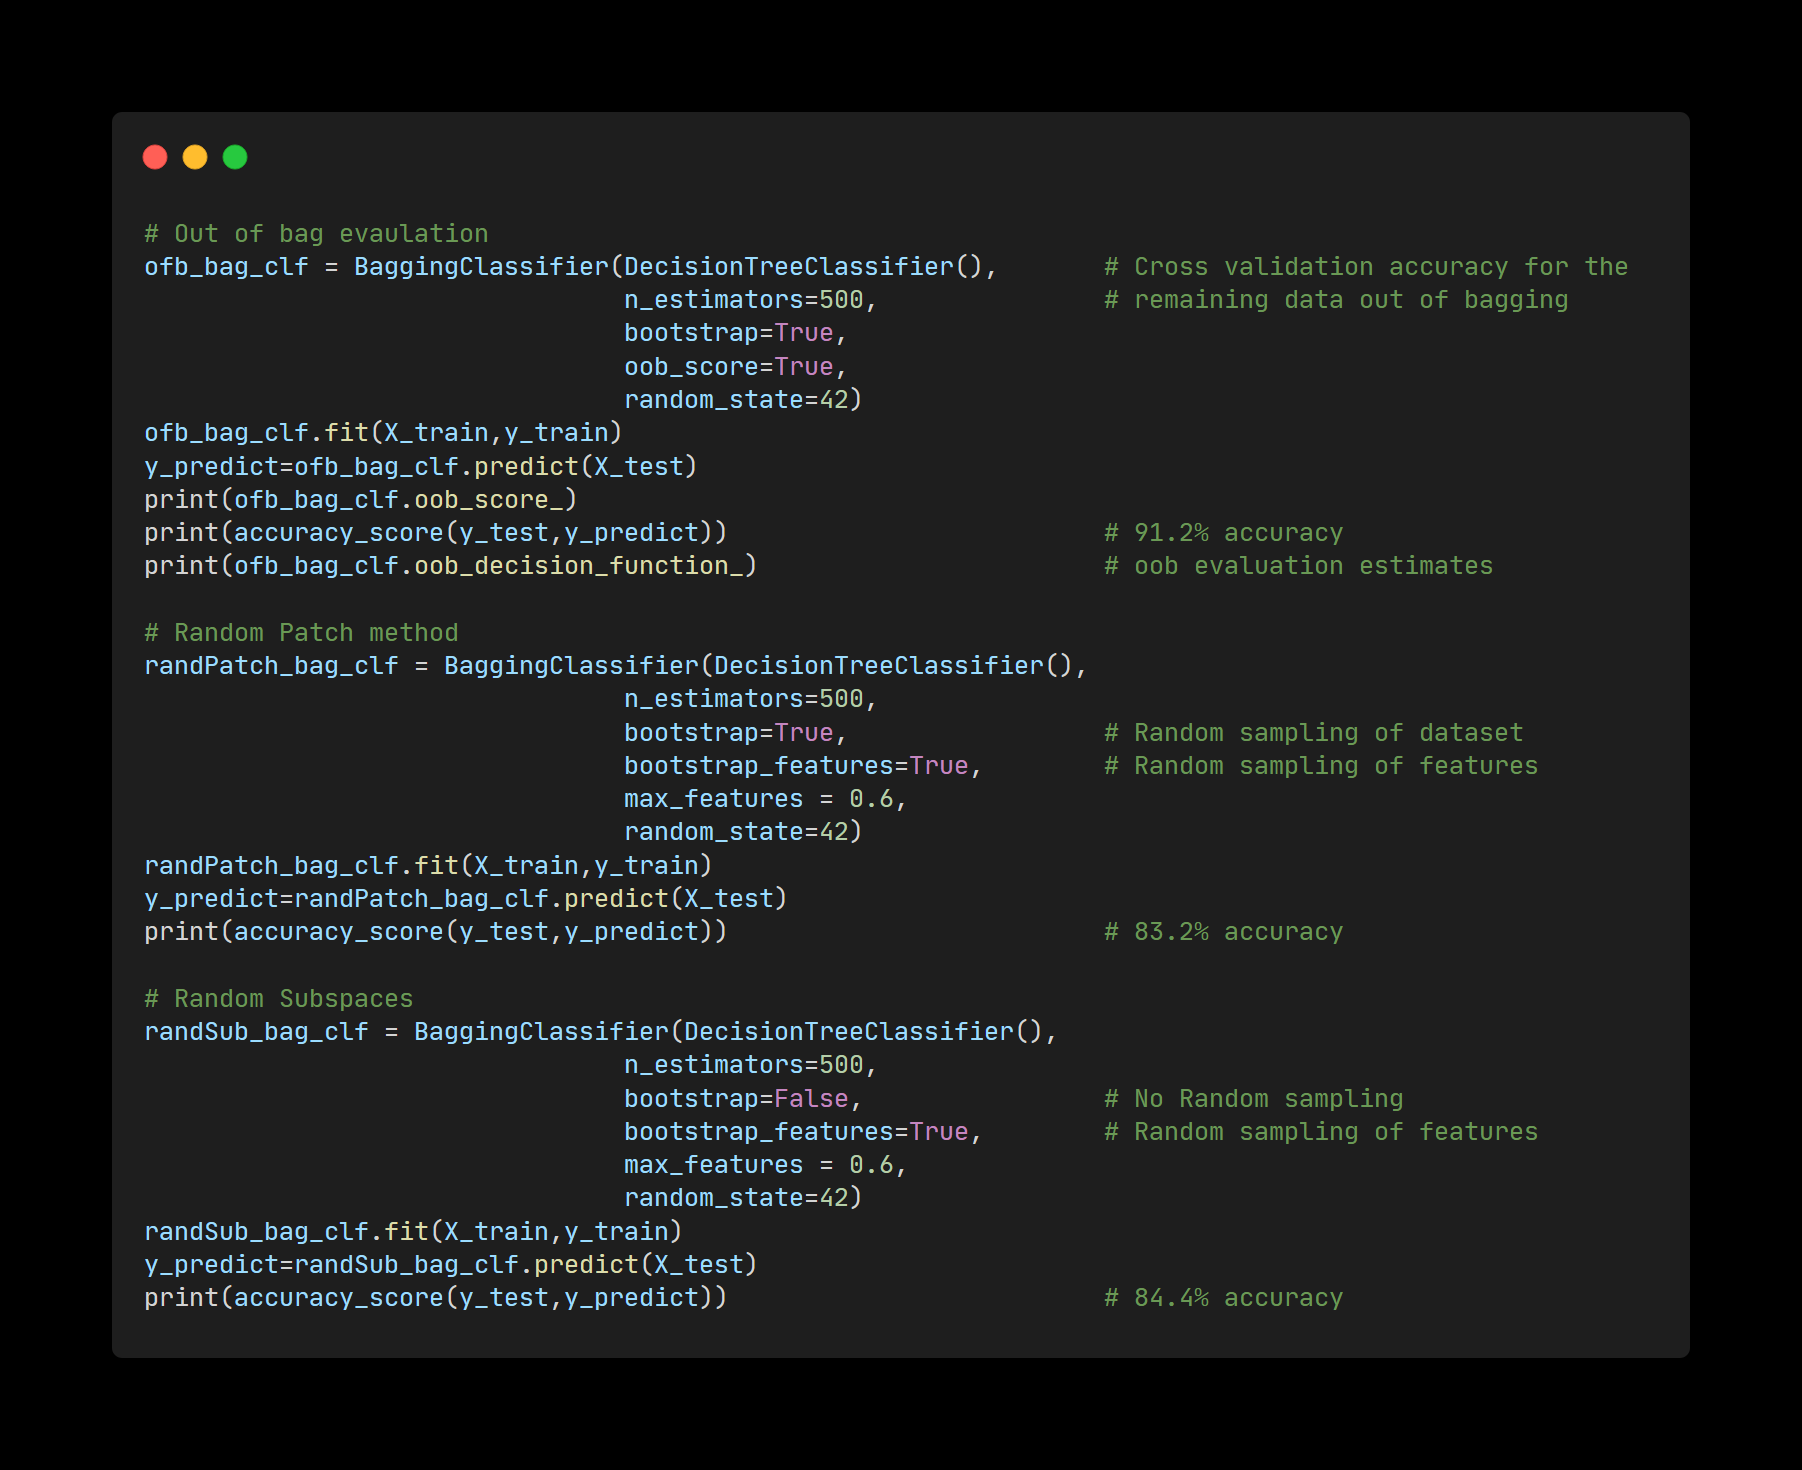 # Out of bag evaulation
ofb_bag_clf = BaggingClassifier(DecisionTreeClassifier(),       # Cross validation accuracy for the
                                n_estimators=500,               # remaining data out of bagging
                                bootstrap=True,
                                oob_score=True,
                                random_state=42)
ofb_bag_clf.fit(X_train,y_train)
y_predict=ofb_bag_clf.predict(X_test)
print(ofb_bag_clf.oob_score_)
print(accuracy_score(y_test,y_predict))                         # 91.2% accuracy
print(ofb_bag_clf.oob_decision_function_)                       # oob evaluation estimates

# Random Patch method
randPatch_bag_clf = BaggingClassifier(DecisionTreeClassifier(),
                                n_estimators=500,
                                bootstrap=True,                 # Random sampling of dataset
                                bootstrap_features=True,        # Random sampling of features
                                max_features = 0.6,
                                random_state=42)
randPatch_bag_clf.fit(X_train,y_train)
y_predict=randPatch_bag_clf.predict(X_test)
print(accuracy_score(y_test,y_predict))                         # 83.2% accuracy

# Random Subspaces
randSub_bag_clf = BaggingClassifier(DecisionTreeClassifier(),
                                n_estimators=500,
                                bootstrap=False,                # No Random sampling
                                bootstrap_features=True,        # Random sampling of features
                                max_features = 0.6,
                                random_state=42)
randSub_bag_clf.fit(X_train,y_train)
y_predict=randSub_bag_clf.predict(X_test)
print(accuracy_score(y_test,y_predict))                         # 84.4% accuracy